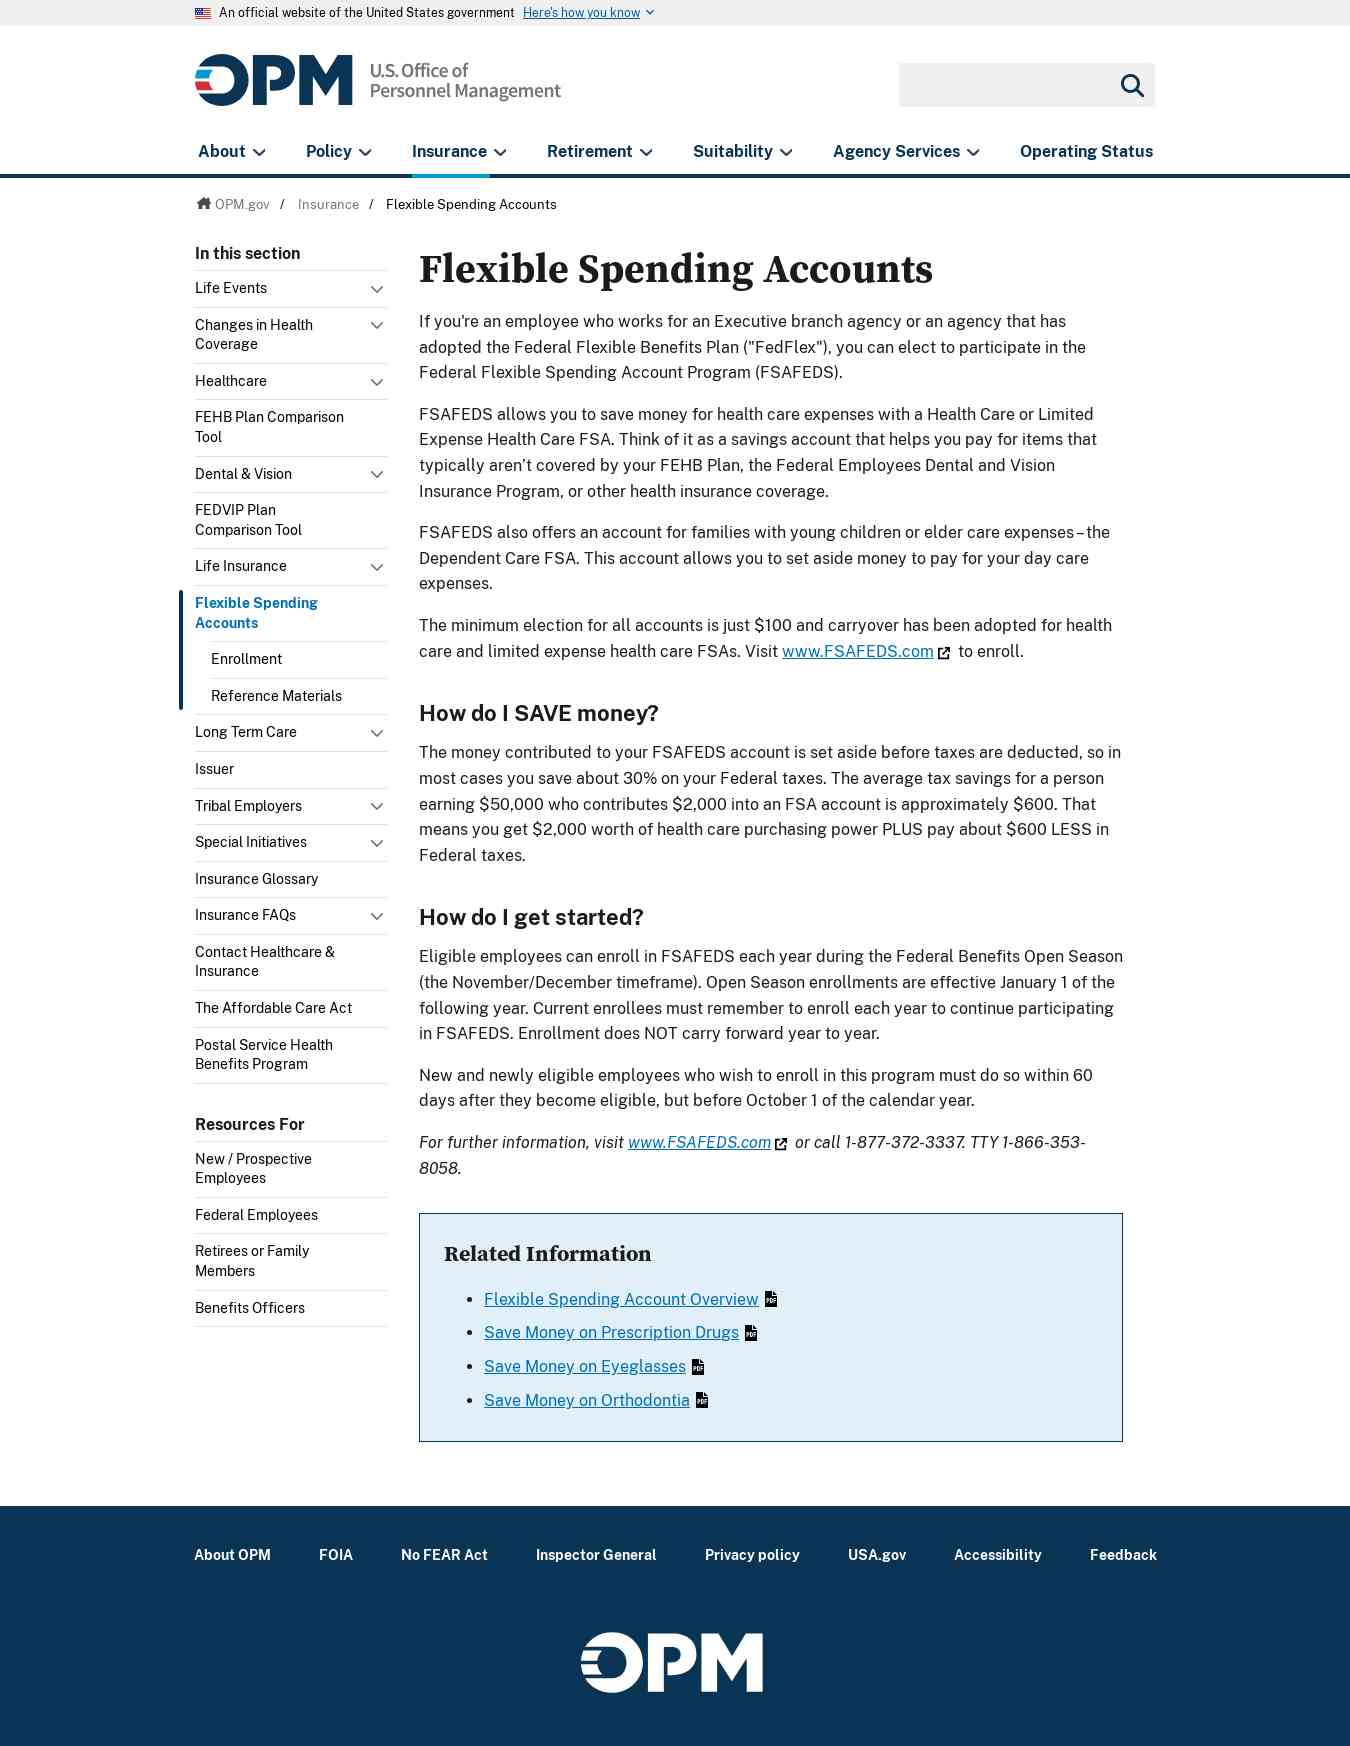 An official website of the United States government Here's how you know
OPM
U.S. Office of
Personnel Management
About
Policy
Insurance
Retirement
Suitability
Agency Services
Operating Status
OPM.gov / Insurance / Flexible Spending Accounts
In this section
Life Events
Changes in Health
Coverage
Healthcare
FEHB Plan Comparison
Tool
Dental & Vision
FEDVIP Plan
Comparison Tool
Life Insurance
Flexible Spending
Accounts
Enrollment
Reference Materials
Long Term Care
Issuer
Tribal Employers
Special Initiatives
Insurance Glossary
Insurance FAQs
Contact Healthcare &
Insurance
The Affordable Care Act
Postal Service Health
Benefits Program
Resources For
New / Prospective
Employees
Federal Employees
Retirees or Family
Members
Benefits Officers
Flexible Spending Accounts
If you're an employee who works for an Executive branch agency or an agency that has
adopted the Federal Flexible Benefits Plan ("FedFlex"), you can elect to participate in the
Federal Flexible Spending Account Program (FSAFEDS).
FSAFEDS allows you to save money for health care expenses with a Health Care or Limited
Expense Health Care FSA. Think of it as a savings account that helps you pay for items that
typically aren’t covered by your FEHB Plan, the Federal Employees Dental and Vision
Insurance Program, or other health insurance coverage.
FSAFEDS also offers an account for families with young children or elder care expenses – the
Dependent Care FSA. This account allows you to set aside money to pay for your day care
expenses.
The minimum election for all accounts is just $100 and carryover has been adopted for health
care and limited expense health care FSAs. Visit www.FSAFEDS.com to enroll.
How do I SAVE money?
The money contributed to your FSAFEDS account is set aside before taxes are deducted, so in
most cases you save about 30% on your Federal taxes. The average tax savings for a person
earning $50,000 who contributes $2,000 into an FSA account is approximately $600. That
means you get $2,000 worth of health care purchasing power PLUS pay about $600 LESS in
Federal taxes.
How do I get started?
Eligible employees can enroll in FSAFEDS each year during the Federal Benefits Open Season
(the November/December timeframe). Open Season enrollments are effective January 1 of the
following year. Current enrollees must remember to enroll each year to continue participating
in FSAFEDS. Enrollment does NOT carry forward year to year.
New and newly eligible employees who wish to enroll in this program must do so within 60
days after they become eligible, but before October 1 of the calendar year.
For further information, visit www.FSAFEDS.com or call 1-877-372-3337. TTY 1-866-353-
8058.
Related Information
Flexible Spending Account Overview PDF
Save Money on Prescription Drugs PDF
Save Money on Eyeglasses PDF
Save Money on Orthodontia PDF
About OPM
FOIA
No FEAR Act
Inspector General
Privacy policy
USA.gov
Accessibility
Feedback
OPM